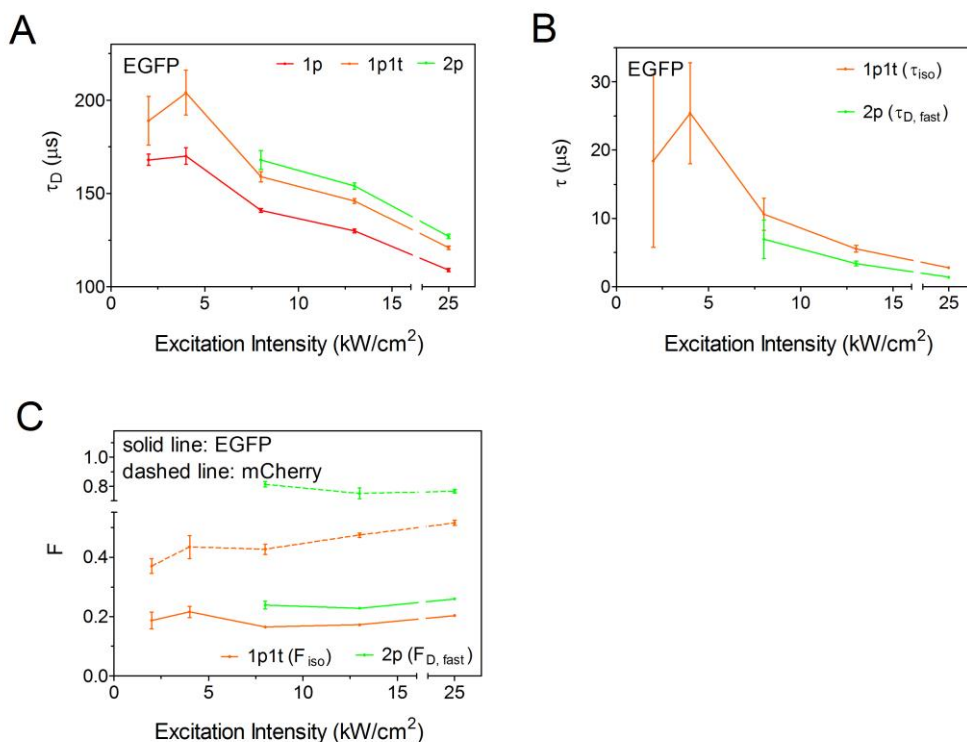 A
EGFP 1p 1p1t 2p
200
150
100
τD (µs)
0 5 10 15 25
Excitation Intensity (kW/cm²)
B
EGFP
1p1t (τiso)
2p (τD, fast)
30
20
10
0
τ (µs)
0 5 10 15 25
Excitation Intensity (kW/cm²)
C
solid line: EGFP
dashed line: mCherry
1.0
0.8
0.4
0.2
0.0
F
1p1t (Fiso) 2p (FD, fast)
0 5 10 15 25
Excitation Intensity (kW/cm²)